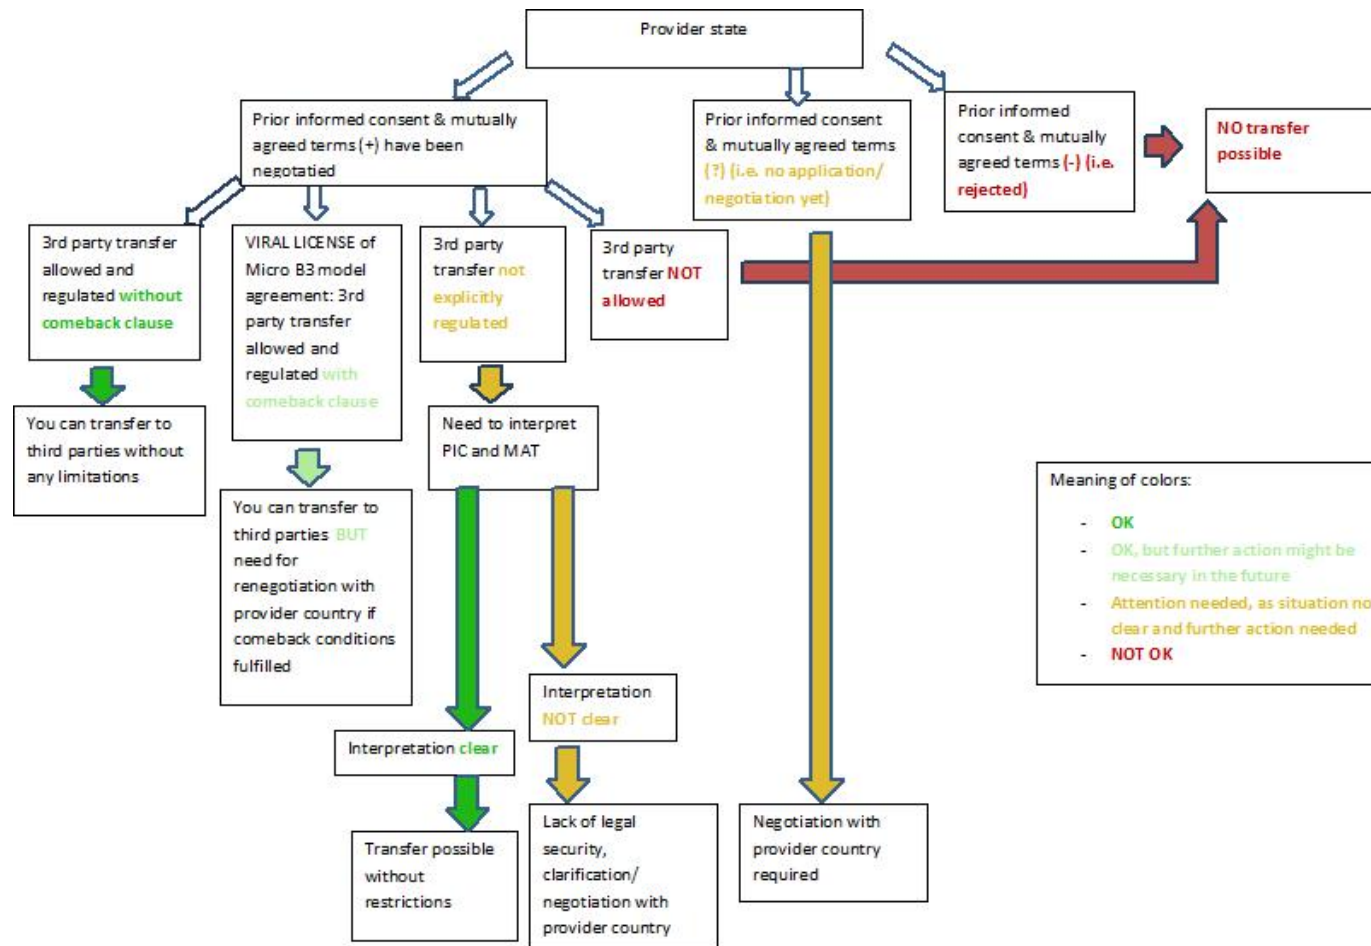 Provider state
Prior informed consent & mutually
agreed terms (+) have been
negotatied
Prior informed consent
& mutually agreed terms
(?) (i.e. no application/
negotiation yet)
Prior informed
consent & mutually
agreed terms (-) (i.e.
rejected)
NO transfer
possible
3rd party transfer
allowed and
regulated without
comeback clause
VIRAL LICENSE of
Micro B3 model
agreement: 3rd
party transfer
allowed and
regulated with
comeback clause
3rd party
transfer not
explicitly
regulated
3rd party
transfer NOT
allowed
You can transfer to
third parties without
any limitations
Need to interpret
PIC and MAT
You can transfer to
third parties BUT
need for
renegotiation with
provider country if
comeback conditions
fulfilled
Meaning of colors:
- OK
- OK, but further action might be
necessary in the future
- Attention needed, as situation no
clear and further action needed
- NOT OK
Interpretation
NOT clear
Interpretation clear
Transfer possible
without
restrictions
Lack of legal
security,
clarification/
negotiation with
provider country
Negotiation with
provider country
required